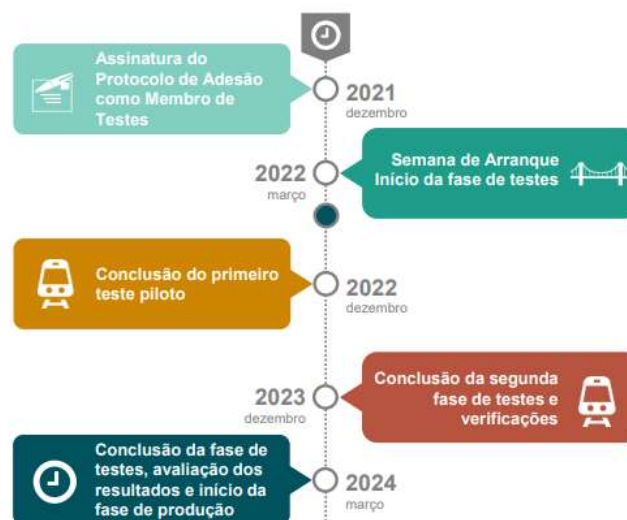 Assinatura do
Protocolo de Adesão
como Membro de
Testes
2021
dezembro
2022
março
Semana de Arranque
Início da fase de testes
Conclusão do primeiro
teste piloto
2022
dezembro
2023
dezembro
Conclusão da segunda
fase de testes e
verificações
Conclusão da fase de
testes, avaliação dos
resultados e início da
fase de produção
2024
março